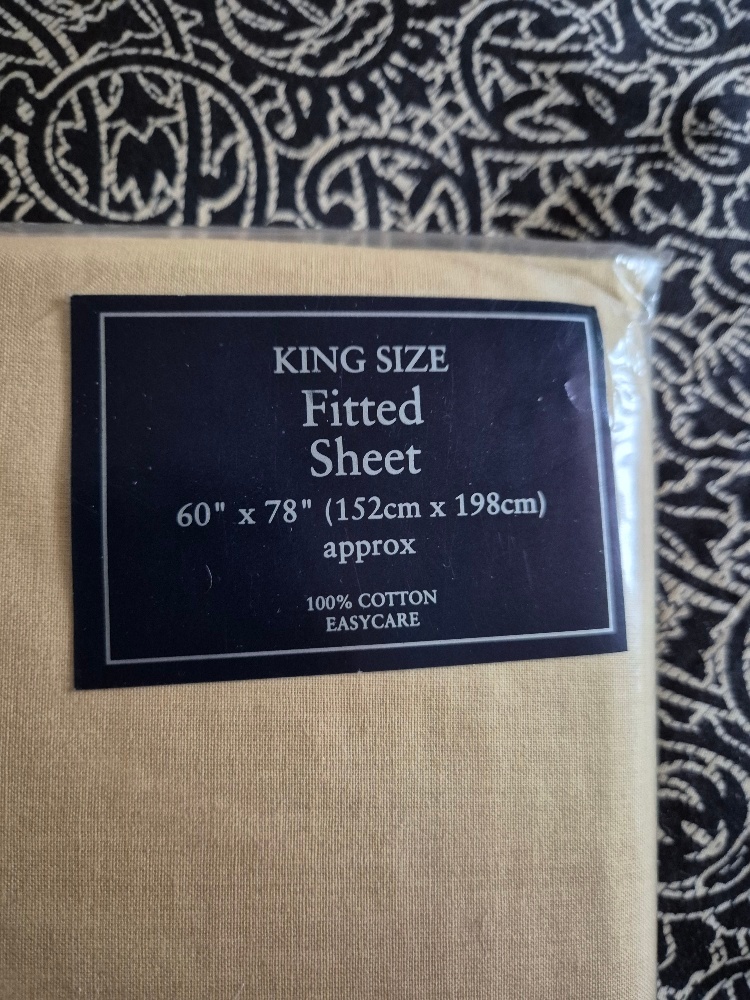 KING SIZE
Fitted
Sheet
60" x 78" (152cm x 198cm)
approx
100% COTTON
EASYCARE